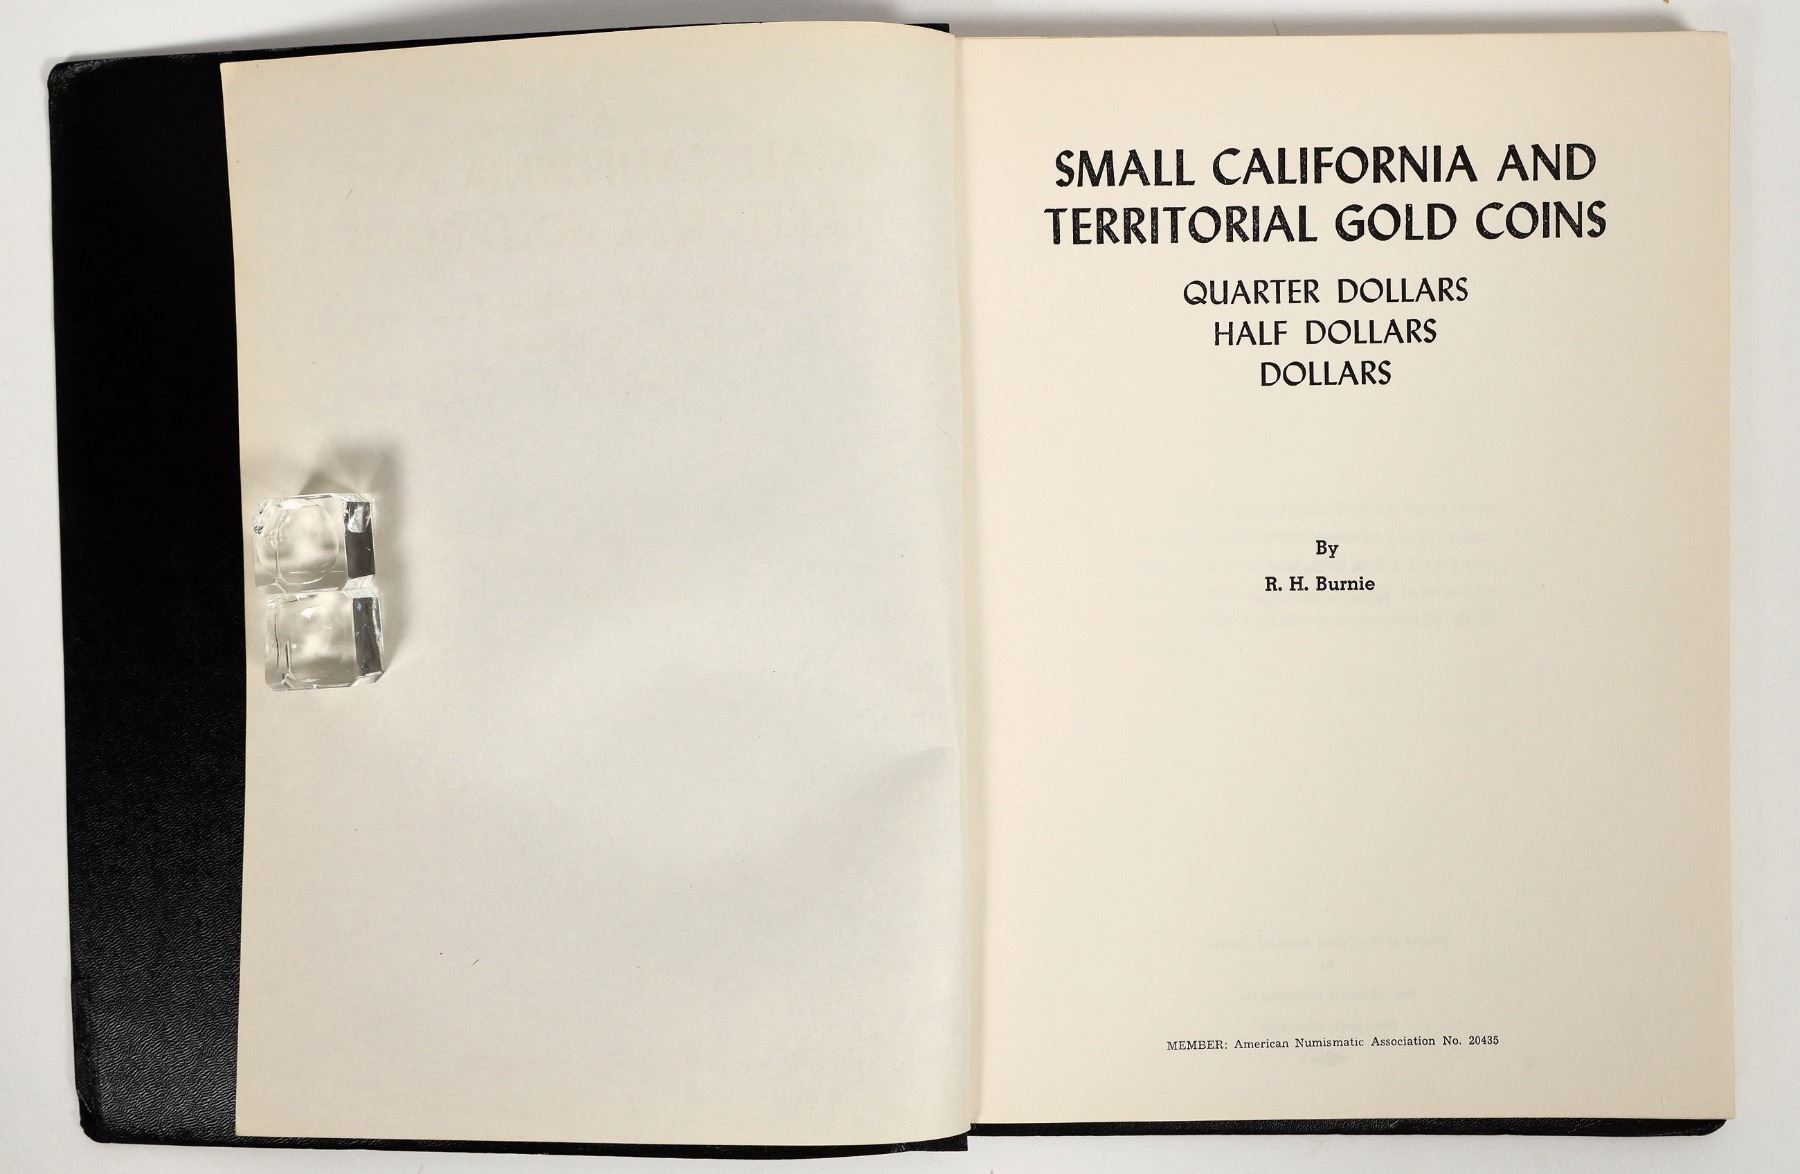 SMALL CALIFORNIA AND
TERRITORIAL GOLD COINS
QUARTER DOLLARS
HALF DOLLARS
DOLLARS
By
R. H. Burnie
MEMBER: American Numismatic Association No. 20435